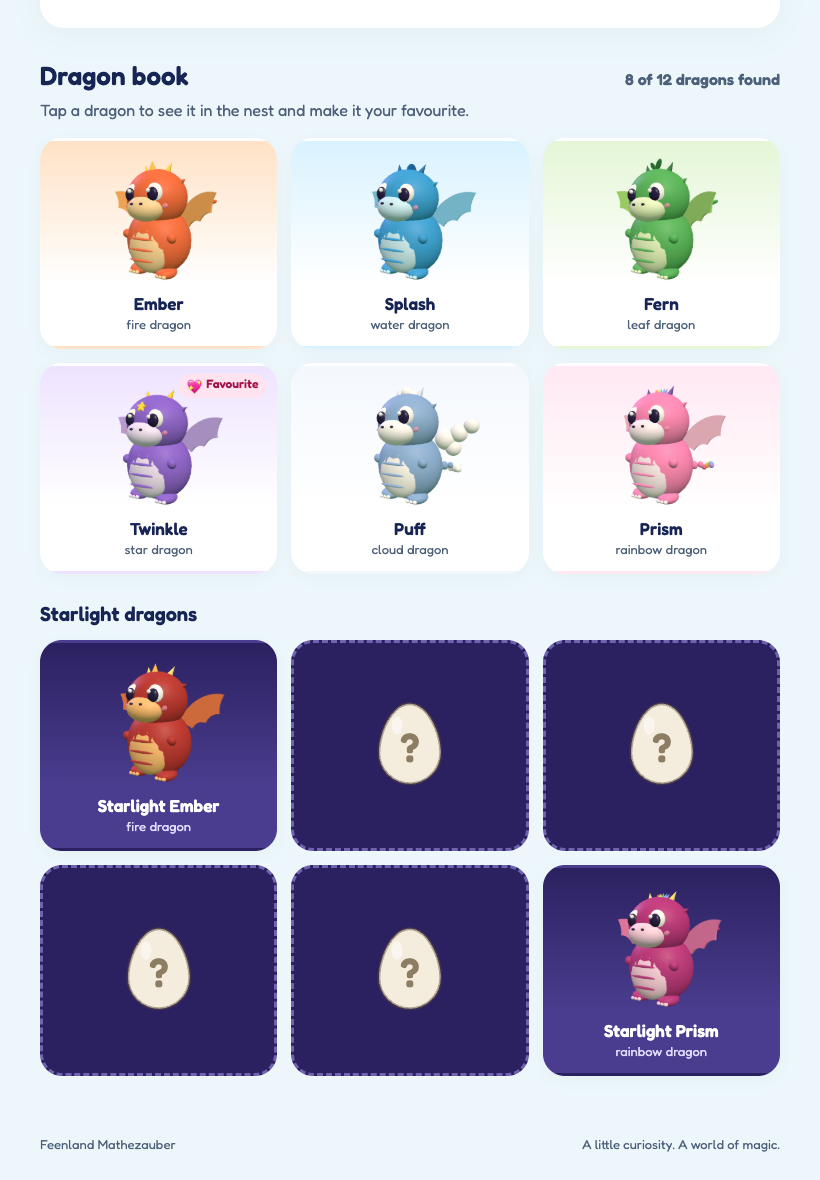 Dragon book
8 of 12 dragons found
Tap a dragon to see it in the nest and make it your favourite.
Ember
fire dragon
Splash
water dragon
Fern
leaf dragon
💖 Favourite
Twinkle
star dragon
Puff
cloud dragon
Prism
rainbow dragon
Starlight dragons
Starlight Ember
fire dragon
?
?
?
?
Starlight Prism
rainbow dragon
Feenland Mathezauber
A little curiosity. A world of magic.